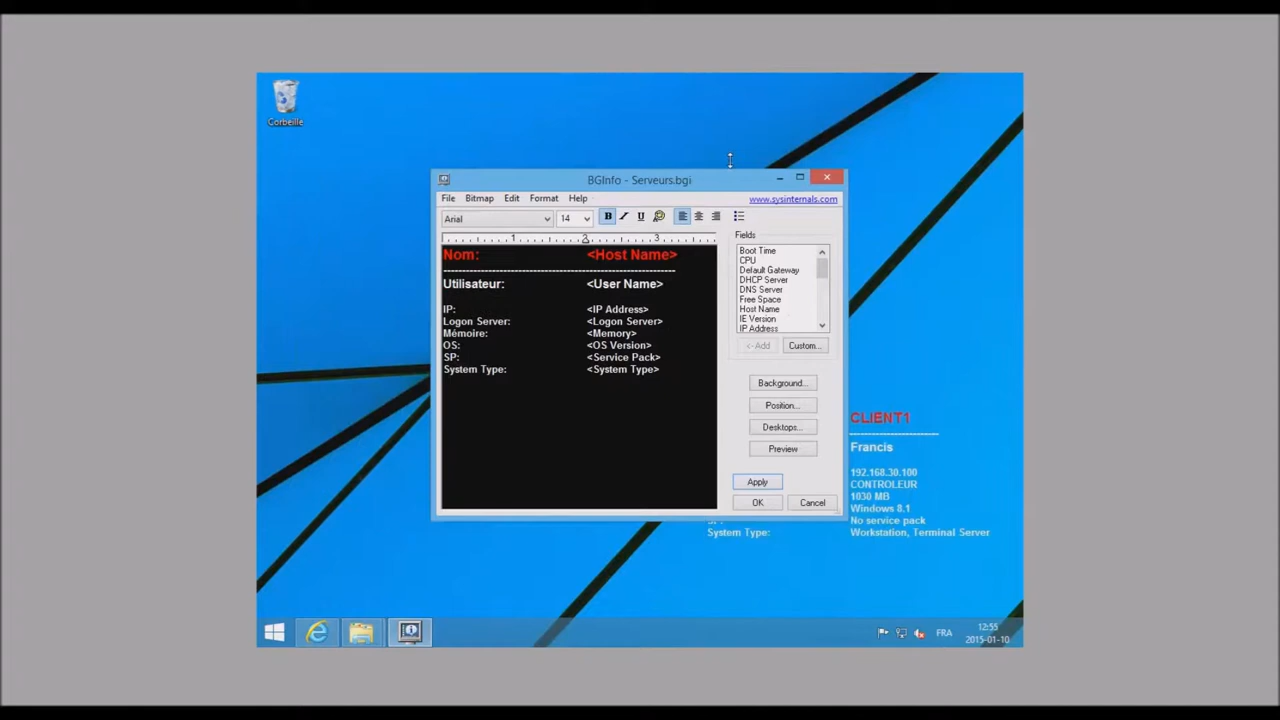 Corbeille
BGInfo - Serveurs.bgi
File Bitmap Edit Format Help
www.sysinternals.com
Arial 14 B I U
Fields
1 2 3
Nom: <Host Name>
------------------------------------------------------------
Utilisateur: <User Name>
IP: <IP Address>
Logon Server: <Logon Server>
Mémoire: <Memory>
OS: <OS Version>
SP: <Service Pack>
System Type: <System Type>
Boot Time
CPU
Default Gateway
DHCP Server
DNS Server
Free Space
Host Name
IE Version
IP Address
<- Add Custom...
Background...
Position...
Desktops...
Preview
Apply
OK Cancel
CLIENT1
Francis
192.168.30.100
CONTROLEUR
1030 MB
Windows 8.1
No service pack
System Type: Workstation, Terminal Server
FRA
12:55
2015-01-10